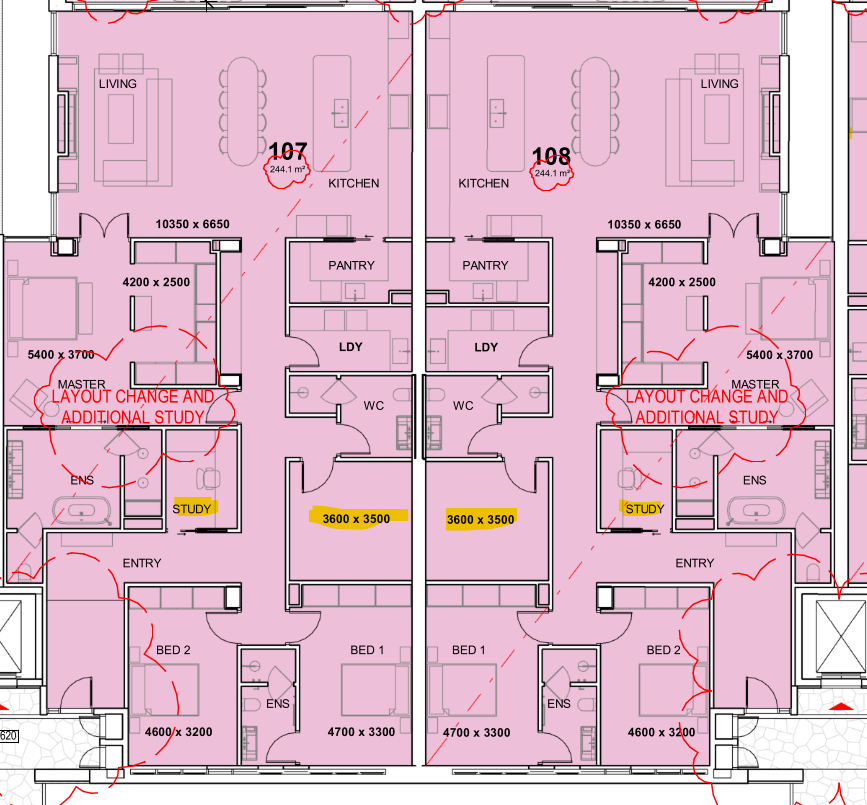 LIVING
LIVING
107
244.1 m²
108
244.1 m²
KITCHEN
KITCHEN
10350 x 6650
10350 x 6650
PANTRY
PANTRY
4200 x 2500
4200 x 2500
LDY
LDY
5400 x 3700
5400 x 3700
MASTER
MASTER
LAYOUT CHANGE AND
ADDITIONAL STUDY
LAYOUT CHANGE AND
ADDITIONAL STUDY
WC
WC
ENS
ENS
STUDY
STUDY
3600 x 3500
3600 x 3500
ENTRY
ENTRY
BED 2
BED 1
BED 1
BED 2
ENS
ENS
4600 x 3200
4700 x 3300
4700 x 3300
4600 x 3200
620